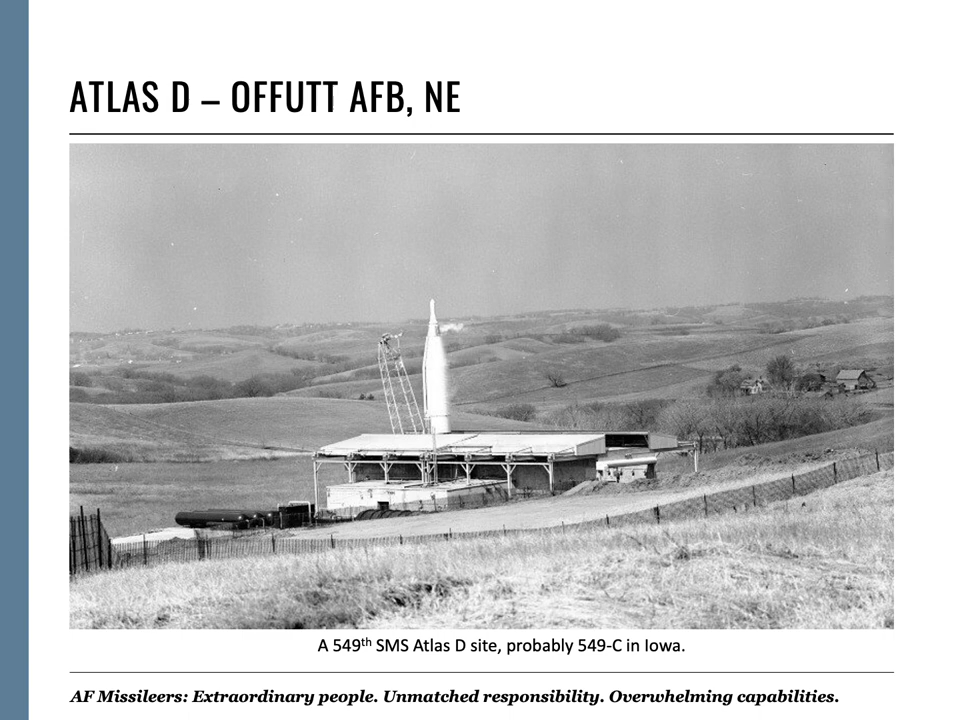 ATLAS D – OFFUTT AFB, NE
A 549th SMS Atlas D site, probably 549-C in Iowa.
AF Missileers: Extraordinary people. Unmatched responsibility. Overwhelming capabilities.